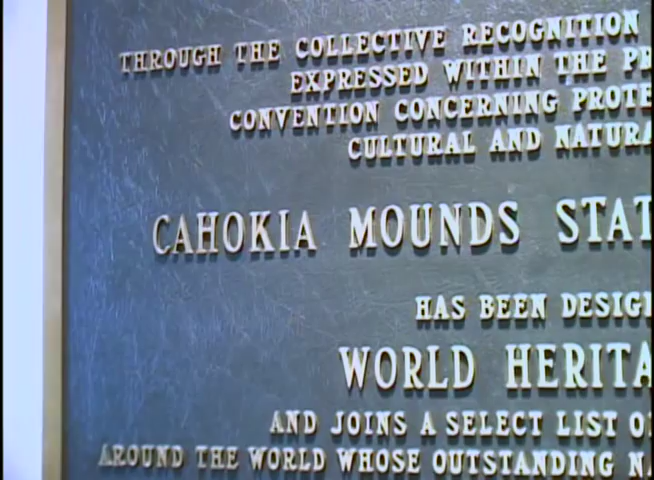 THROUGH THE COLLECTIVE RECOGNITION
EXPRESSED WITHIN THE
CONVENTION CONCERNING
CULTURAL AND
CAHOKIA MOUNDS
HAS BEEN
WORLD
AND JOINS A SELECT LIST
AROUND THE WORLD WHOSE OUTSTANDING